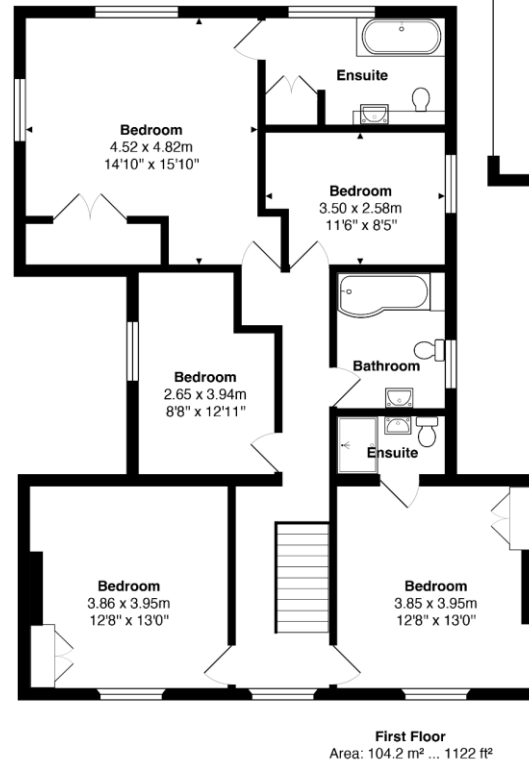 Ensuite
Bedroom
4.52 x 4.82m
14'10" x 15'10"
Bedroom
3.50 x 2.58m
11'6" x 8'5"
Bathroom
Bedroom
2.65 x 3.94m
8'8" x 12'11"
Ensuite
Bedroom
3.86 x 3.95m
12'8" x 13'0"
Bedroom
3.85 x 3.95m
12'8" x 13'0"
First Floor
Area: 104.2 m² ... 1122 ft²